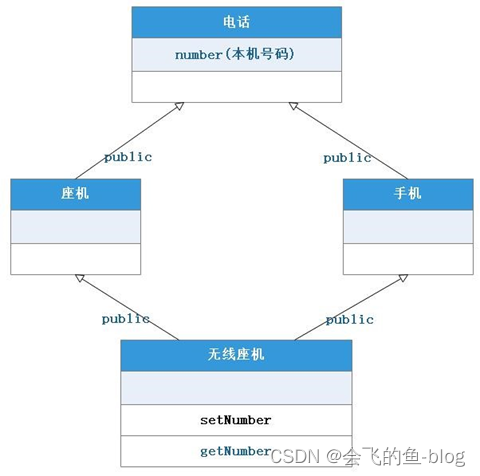 电话
number(本机号码)
public
public
座机
手机
public
public
无线座机
setNumber
getNumber
CSDN @会飞的鱼-blog